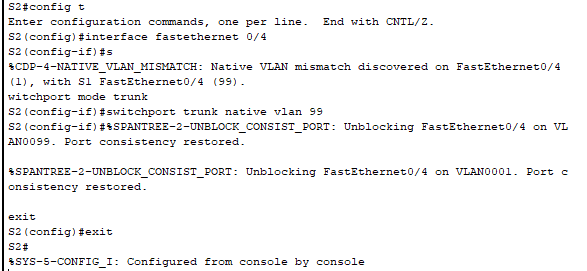 S2#config t
Enter configuration commands, one per line.  End with CNTL/Z.
S2(config)#interface fastethernet 0/4
S2(config-if)#s
%CDP-4-NATIVE_VLAN_MISMATCH: Native VLAN mismatch discovered on FastEthernet0/4
(1), with S1 FastEthernet0/4 (99).
witchport mode trunk
S2(config-if)#switchport trunk native vlan 99
S2(config-if)#%SPANTREE-2-UNBLOCK_CONSIST_PORT: Unblocking FastEthernet0/4 on VL
AN0099. Port consistency restored.
%SPANTREE-2-UNBLOCK_CONSIST_PORT: Unblocking FastEthernet0/4 on VLAN0001. Port c
onsistency restored.
exit
S2(config)#exit
S2#
%SYS-5-CONFIG_I: Configured from console by console